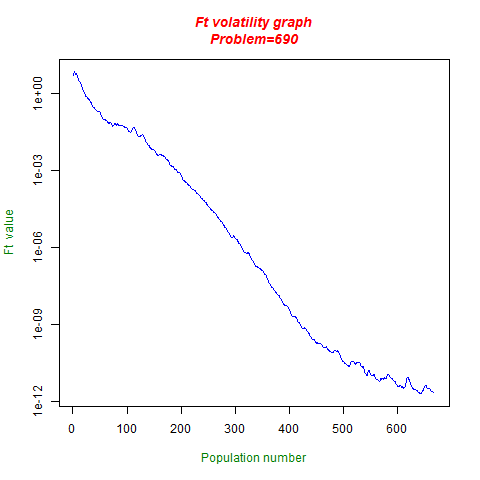 Ft volatility graph
Problem=690
Ft value
1e+00
1e-03
1e-06
1e-09
1e-12
0 100 200 300 400 500 600
Population number